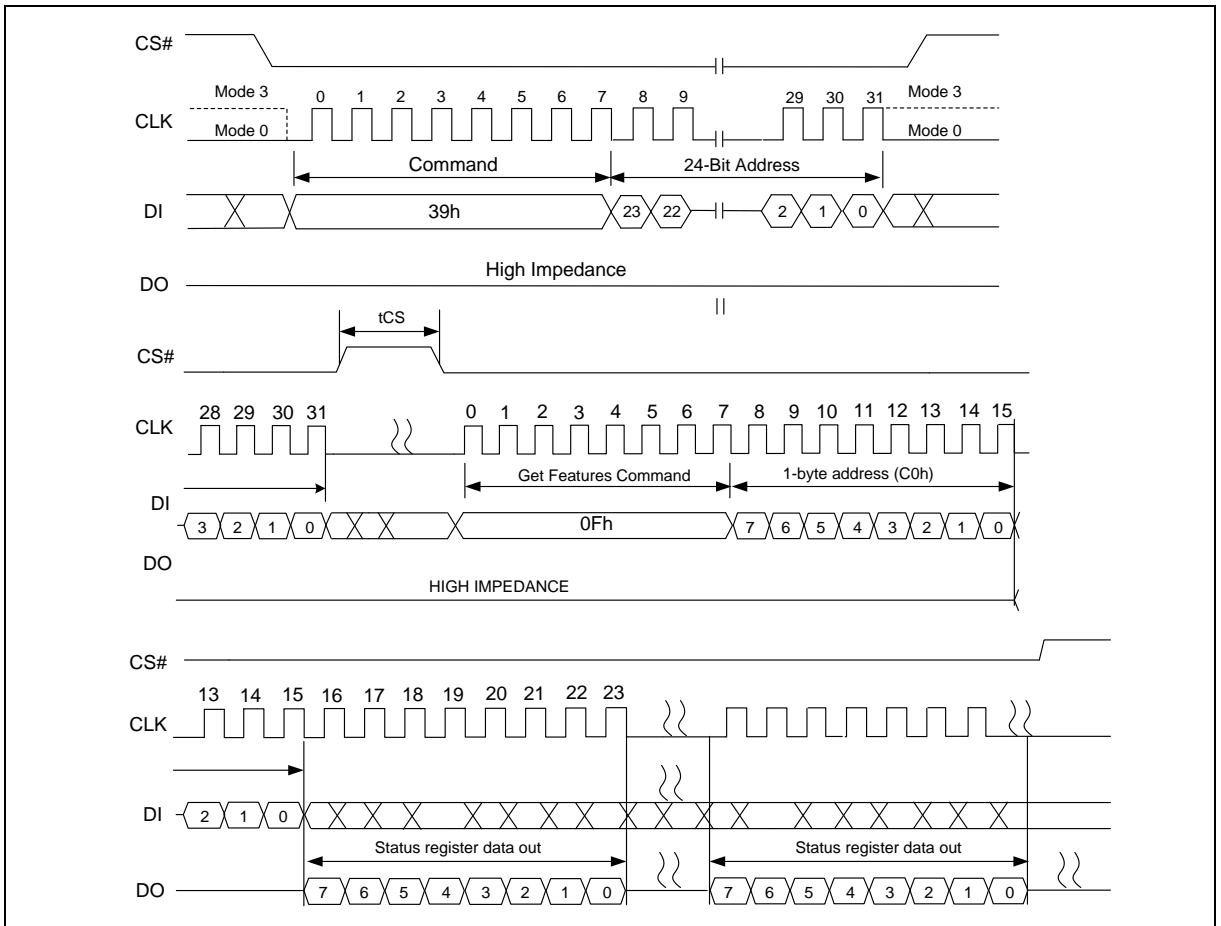 CS#
Mode 3 0 1 2 3 4 5 6 7 8 9 29 30 31 Mode 3
CLK
Mode 0 Mode 0
Command 24-Bit Address
DI 39h 23 22 2 1 0
High Impedance
DO
tCS
CS#
28 29 30 31 0 1 2 3 4 5 6 7 8 9 10 11 12 13 14 15
CLK
Get Features Command 1-byte address (C0h)
DI
3 2 1 0 0Fh 7 6 5 4 3 2 1 0
DO
HIGH IMPEDANCE
CS#
13 14 15 16 17 18 19 20 21 22 23
CLK
DI 2 1 0
Status register data out Status register data out
DO 7 6 5 4 3 2 1 0 7 6 5 4 3 2 1 0